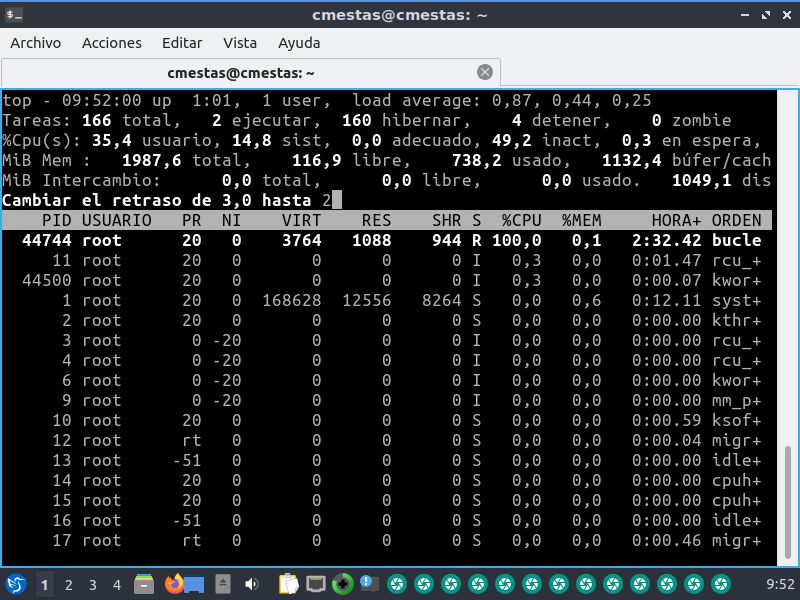 cmestas@cmestas: ~
Archivo Acciones Editar Vista Ayuda
cmestas@cmestas: ~
top - 09:52:00 up  1:01,  1 user,  load average: 0,87, 0,44, 0,25
Tareas: 166 total,   2 ejecutar,  160 hibernar,    4 detener,    0 zombie
%Cpu(s): 35,4 usuario, 14,8 sist,  0,0 adecuado, 49,2 inact,  0,3 en espera,
MiB Mem :   1987,6 total,    116,9 libre,    738,2 usado,   1132,4 búfer/cach
MiB Intercambio:      0,0 total,      0,0 libre,      0,0 usado.   1049,1 dis
Cambiar el retraso de 3,0 hasta 2
PID USUARIO   PR  NI    VIRT    RES    SHR S  %CPU  %MEM     HORA+ ORDEN
44744 root      20   0    3764   1088    944 R 100,0   0,1   2:32.42 bucle
11 root      20   0       0      0      0 I   0,3   0,0   0:01.47 rcu_+
44500 root      20   0       0      0      0 I   0,3   0,0   0:00.07 kwor+
1 root      20   0  168628  12556   8264 S   0,0   0,6   0:12.11 syst+
2 root      20   0       0      0      0 S   0,0   0,0   0:00.00 kthr+
3 root       0 -20       0      0      0 I   0,0   0,0   0:00.00 rcu_+
4 root       0 -20       0      0      0 I   0,0   0,0   0:00.00 rcu_+
6 root       0 -20       0      0      0 I   0,0   0,0   0:00.00 kwor+
9 root       0 -20       0      0      0 I   0,0   0,0   0:00.00 mm_p+
10 root      20   0       0      0      0 S   0,0   0,0   0:00.59 ksof+
12 root      rt   0       0      0      0 S   0,0   0,0   0:00.04 migr+
13 root     -51   0       0      0      0 S   0,0   0,0   0:00.00 idle+
14 root      20   0       0      0      0 S   0,0   0,0   0:00.00 cpuh+
15 root      20   0       0      0      0 S   0,0   0,0   0:00.00 cpuh+
16 root     -51   0       0      0      0 S   0,0   0,0   0:00.00 idle+
17 root      rt   0       0      0      0 S   0,0   0,0   0:00.46 migr+
1 2 3 4 9:52